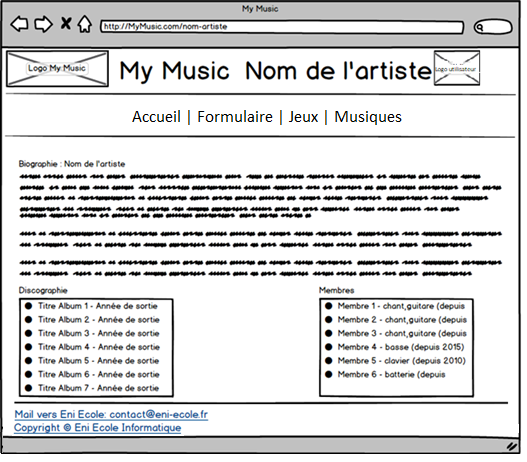 My Music
http://MyMusic.com/nom-artiste
Logo My Music
My Music Nom de l'artiste
Logo utilisateur
Accueil | Formulaire | Jeux | Musiques
Biographie : Nom de l'artiste
Discographie
Titre Album 1 - Année de sortie
Titre Album 2 - Année de sortie
Titre Album 3 - Année de sortie
Titre Album 4 - Année de sortie
Titre Album 5 - Année de sortie
Titre Album 6 - Année de sortie
Titre Album 7 - Année de sortie
Membres
Membre 1 - chant,guitare (depuis
Membre 2 - chant,guitare (depuis
Membre 3 - chant,guitare (depuis
Membre 4 - basse (depuis 2015)
Membre 5 - clavier (depuis 2010)
Membre 6 - batterie (depuis
Mail vers Eni Ecole: contact@eni-ecole.fr
Copyright © Eni Ecole Informatique